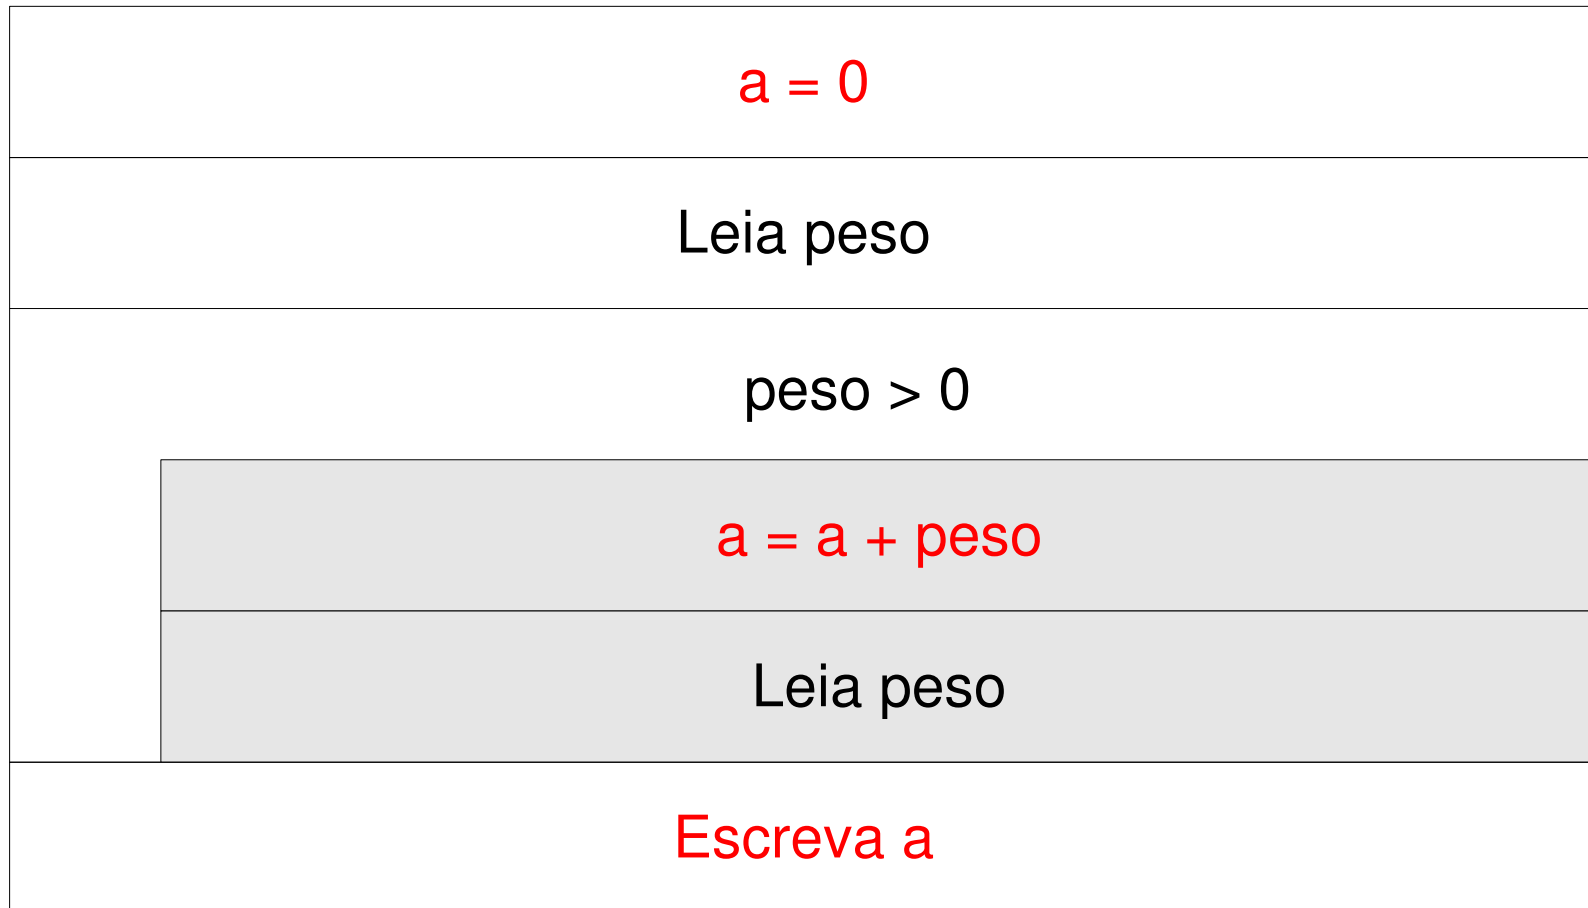 a = 0
Leia peso
peso > 0
a = a + peso
Leia peso
Escreva a